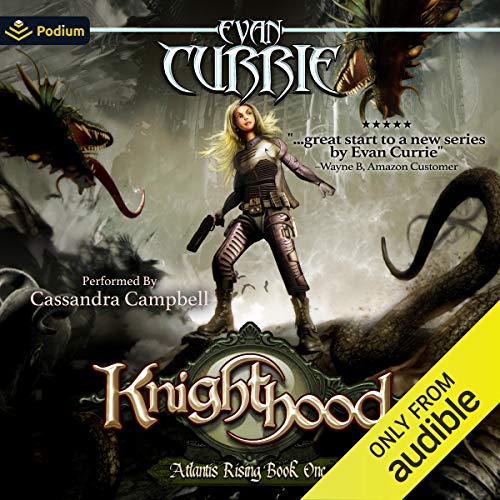 Podium
EVAN
CURRIE
"...great start to a new series
by Evan Currie"
–Wayne B, Amazon Customer
Performed By
Cassandra Campbell
Knighthood
Atlantis Rising Book One
ONLY FROM
audible